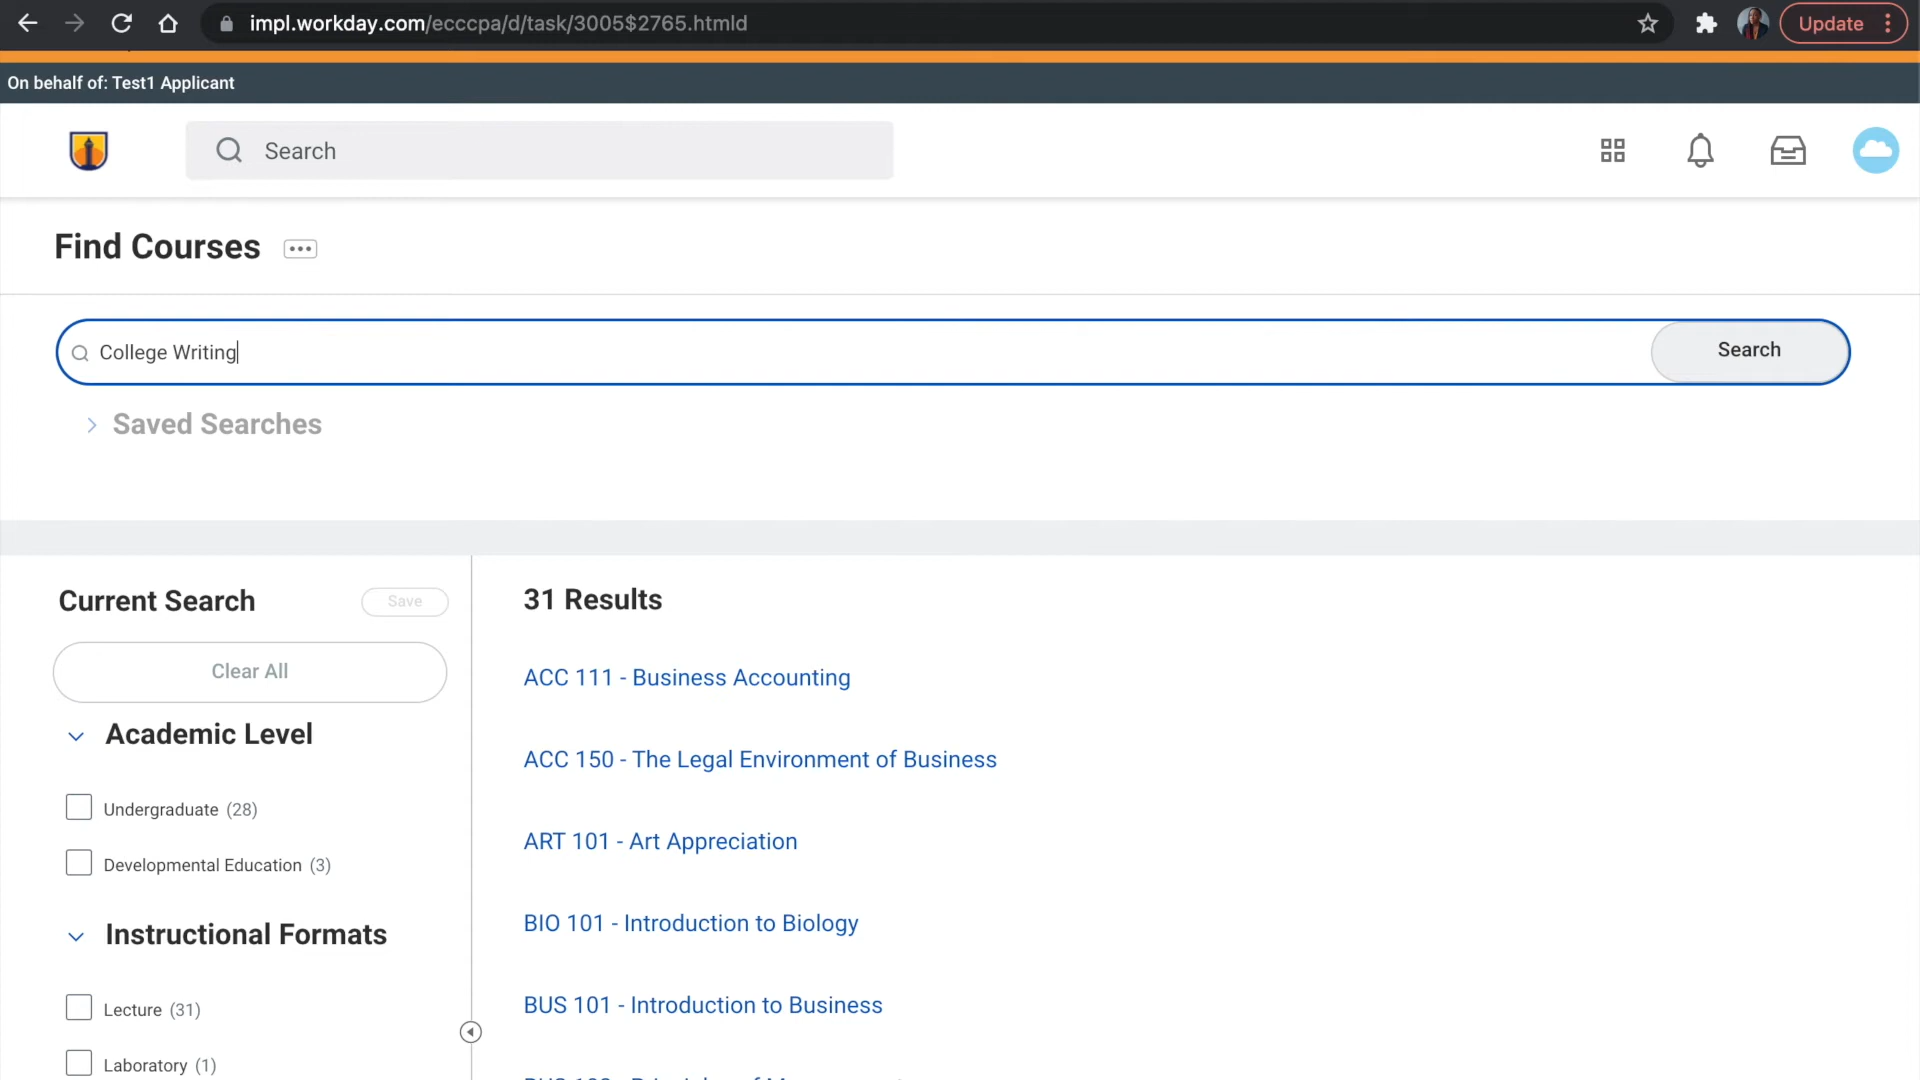 impl.workday.com/ecccpa/d/task/3005$2765.htmld
Update
On behalf of: Test1 Applicant
Search
Find Courses
College Writing
Search
Saved Searches
Current Search
Save
Clear All
Academic Level
Undergraduate (28)
Developmental Education (3)
Instructional Formats
Lecture (31)
Laboratory (1)
31 Results
ACC 111 - Business Accounting
ACC 150 - The Legal Environment of Business
ART 101 - Art Appreciation
BIO 101 - Introduction to Biology
BUS 101 - Introduction to Business